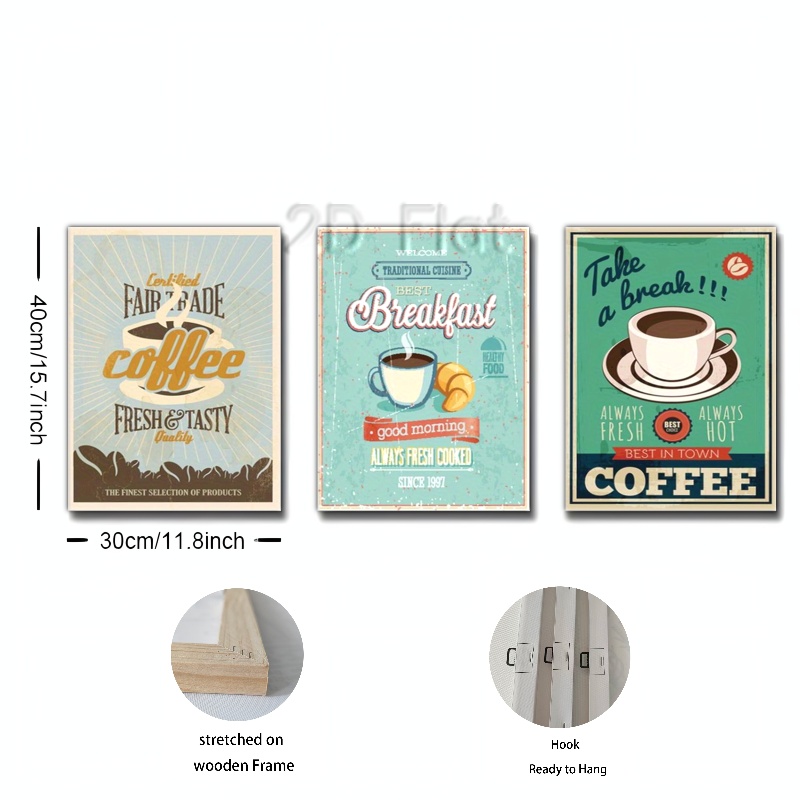 2D Flat
40cm/15.7inch
30cm/11.8inch
Certified
FAIR TRADE
coffee
FRESH & TASTY
Quality
THE FINEST SELECTION OF PRODUCTS
WELCOME
TRADITIONAL CUISINE
BEST
Breakfast
HEALTHY
FOOD
good morning
ALWAYS FRESH COOKED
SINCE 1997
Take
a break!!!
ALWAYS
FRESH
BEST
ALWAYS
HOT
BEST IN TOWN
COFFEE
stretched on
wooden Frame
Hook
Ready to Hang